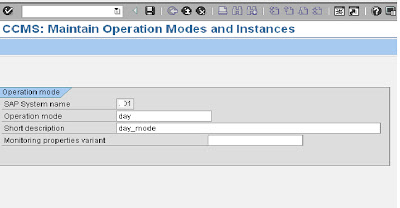 CCMS: Maintain Operation Modes and Instances
Operation mode
SAP System name
Operation mode day
Short description day_mode
Monitoring properties variant